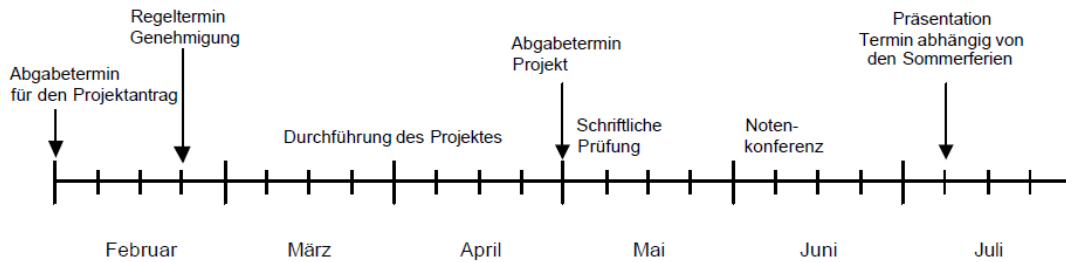 Abgabetermin
für den Projektantrag
Regeltermin
Genehmigung
Durchführung des Projektes
Abgabetermin
Projekt
Schriftliche
Prüfung
Noten-
konferenz
Präsentation
Termin abhängig von
den Sommerferien
Februar
März
April
Mai
Juni
Juli